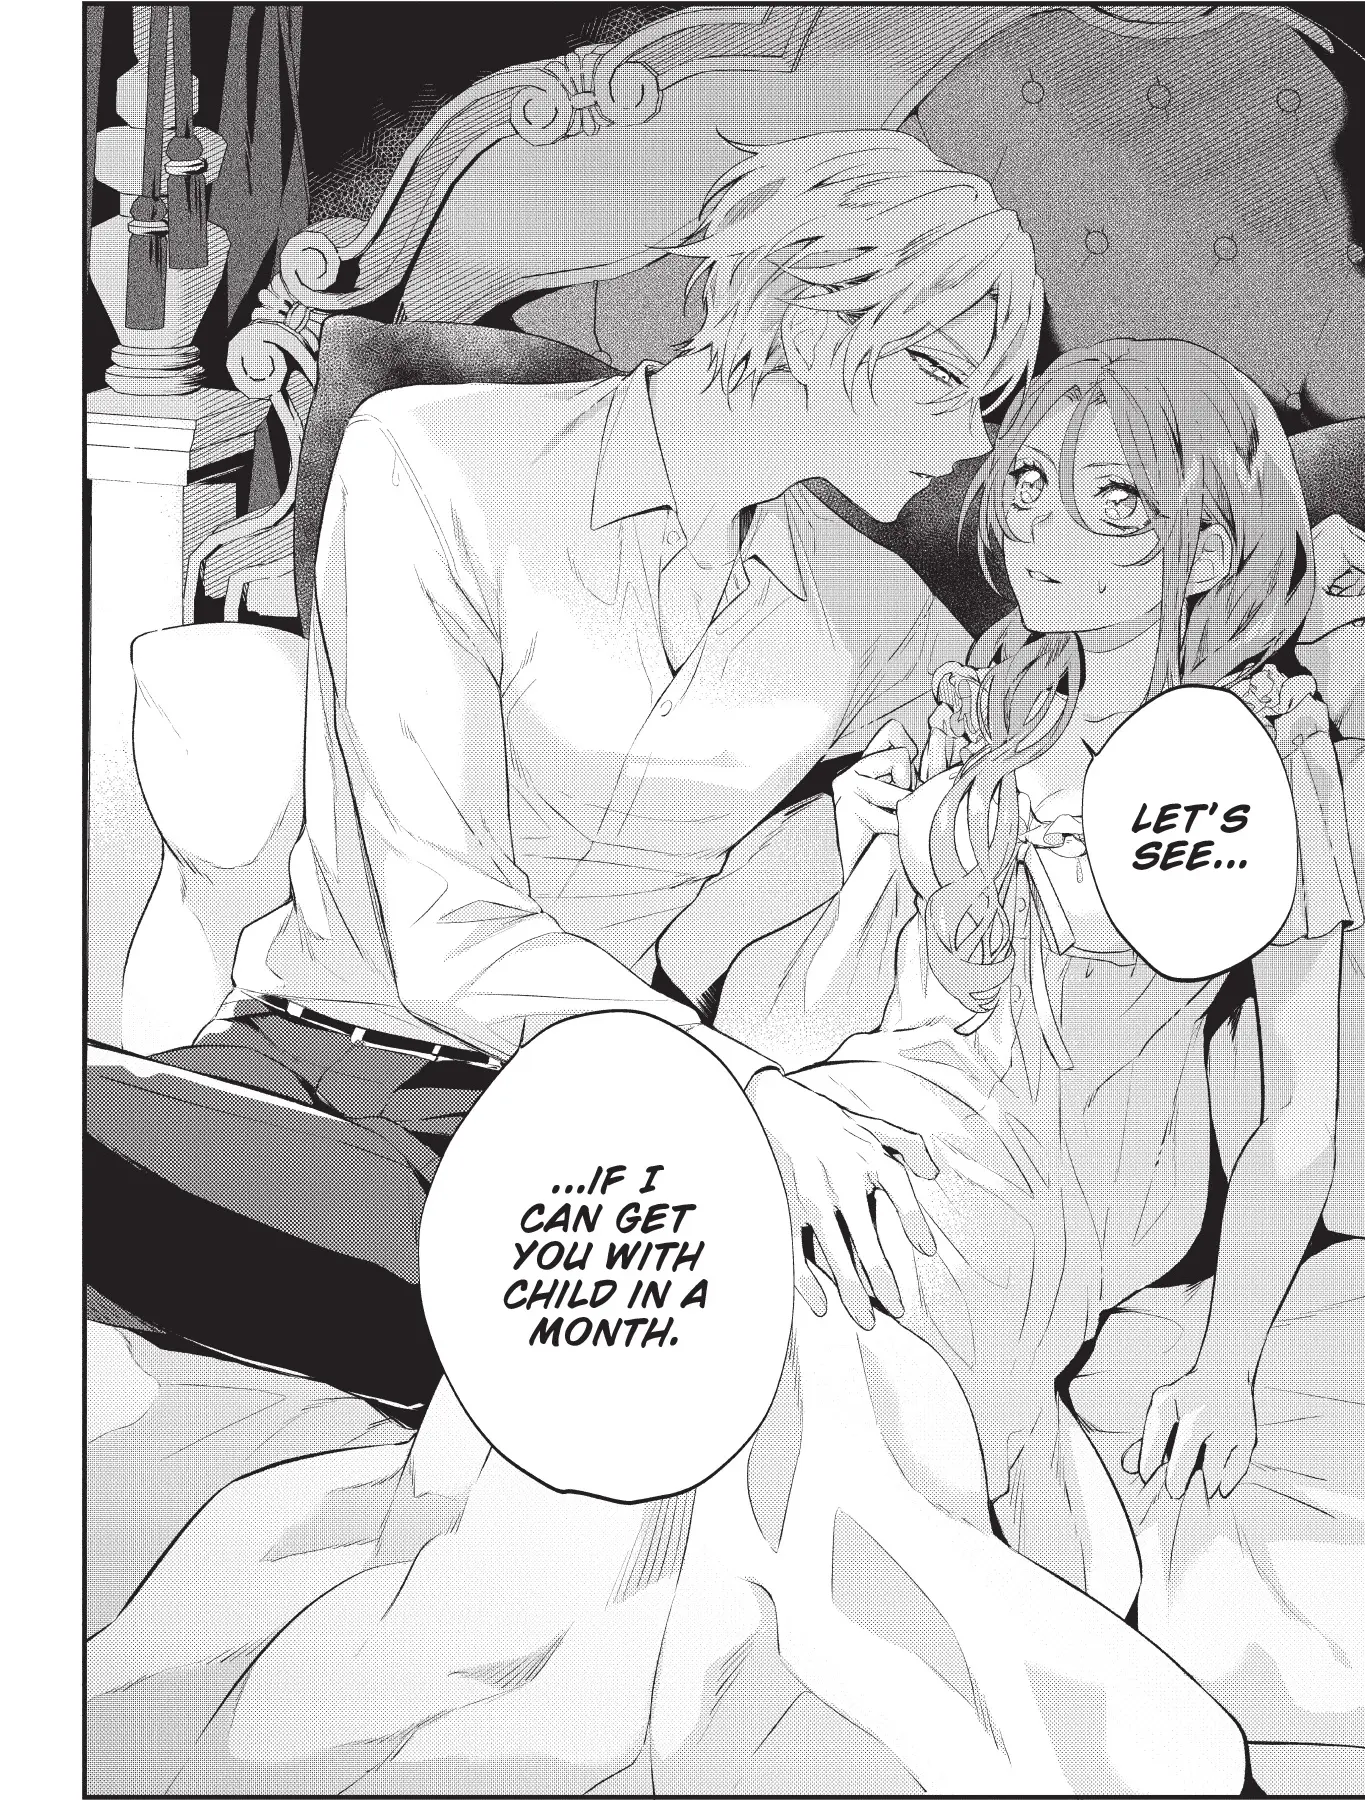 LET'S
SEE...
...IF I
CAN GET
YOU WITH
CHILD IN A
MONTH.